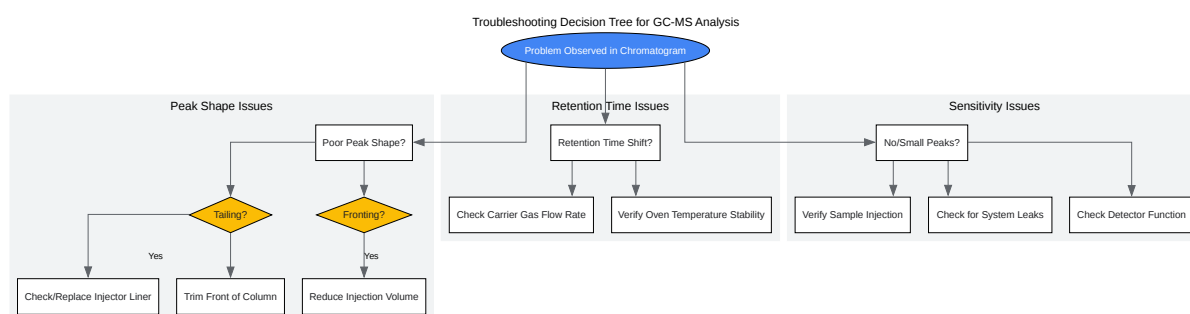 Troubleshooting Decision Tree for GC-MS Analysis
Problem Observed in Chromatogram
Peak Shape Issues
Retention Time Issues
Sensitivity Issues
Poor Peak Shape?
Retention Time Shift?
No/Small Peaks?
Tailing?
Fronting?
Check Carrier Gas Flow Rate
Verify Oven Temperature Stability
Verify Sample Injection
Check for System Leaks
Check Detector Function
Yes
Yes
Check/Replace Injector Liner
Trim Front of Column
Reduce Injection Volume